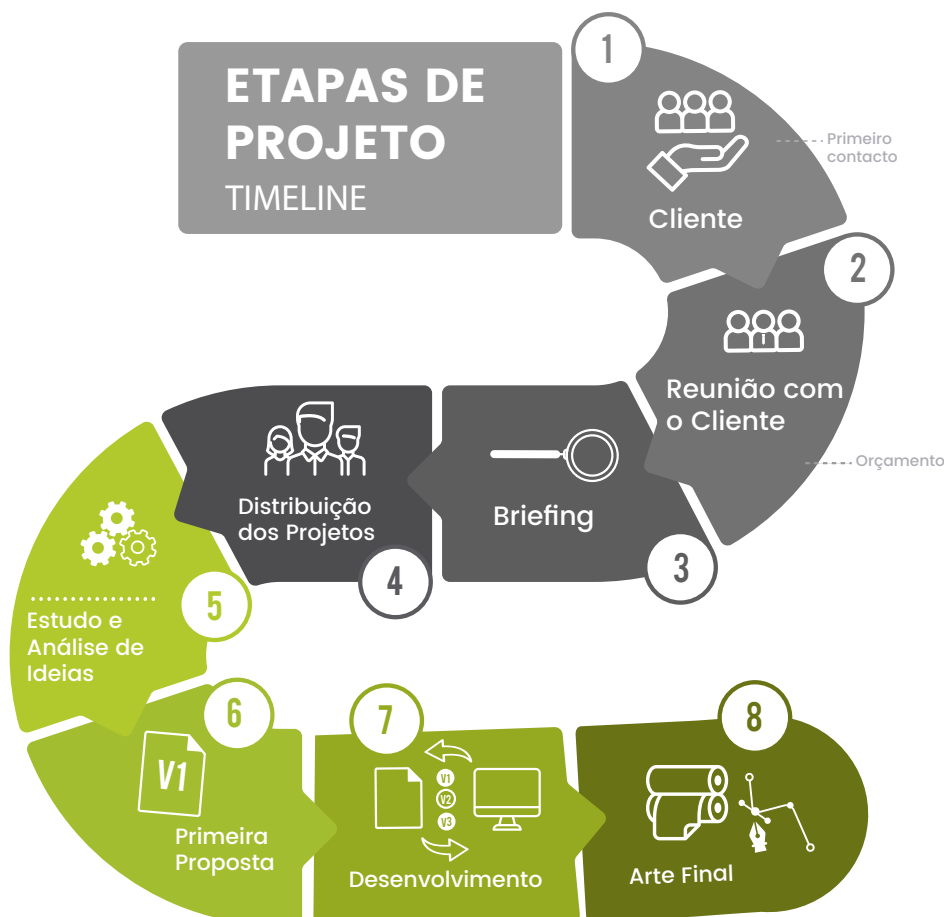 ETAPAS DE
PROJETO
TIMELINE
1
Cliente
Primeiro
contacto
2
Reunião com
o Cliente
Orçamento
3
Briefing
4
Distribuição
dos Projetos
5
Estudo e
Análise de
Ideias
6
V1
Primeira
Proposta
7
V1
V2
V3
Desenvolvimento
8
Arte Final